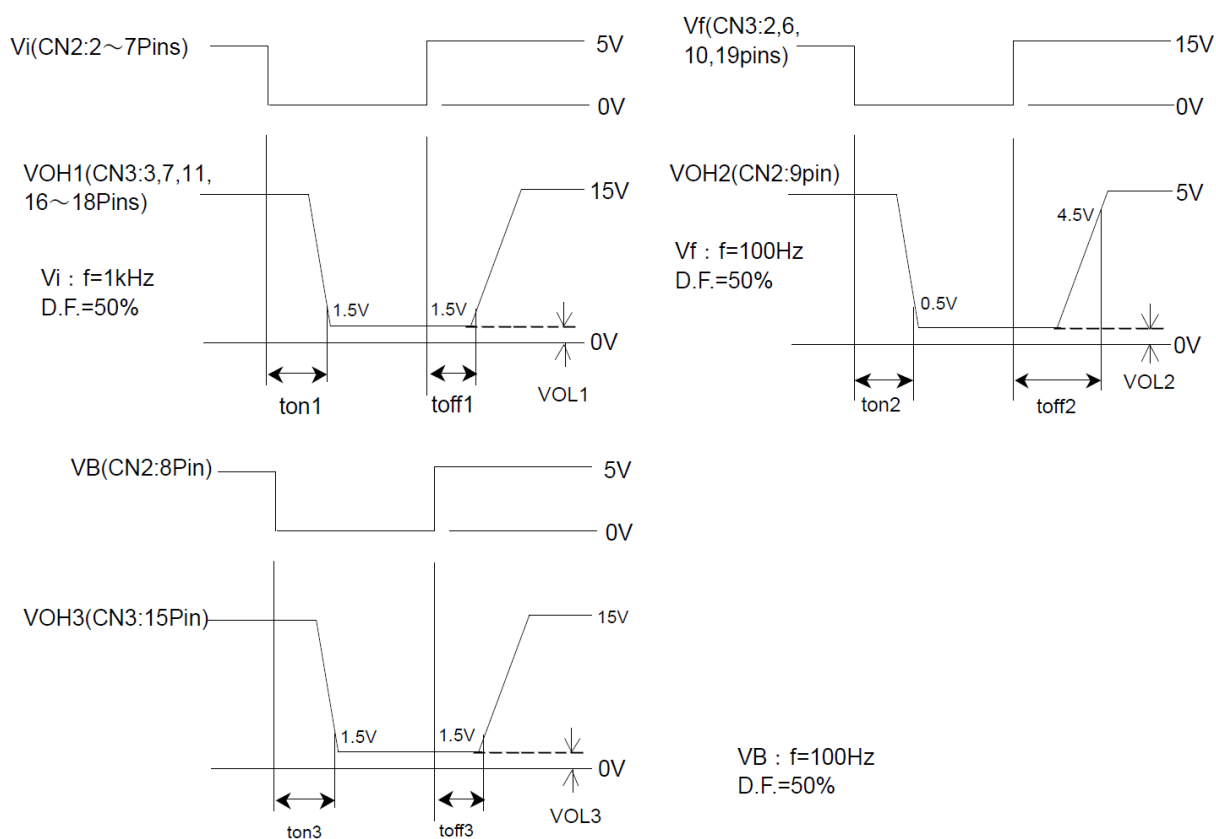 Vi(CN2:2～7Pins)
5V
0V
VOH1(CN3:3,7,11,
16～18Pins)
15V
Vi：f=1kHz
D.F.=50%
1.5V
1.5V
0V
VOL1
ton1
toff1
Vf(CN3:2,6,
10,19pins)
15V
0V
VOH2(CN2:9pin)
5V
4.5V
Vf：f=100Hz
D.F.=50%
0.5V
0V
VOL2
ton2
toff2
VB(CN2:8Pin)
5V
0V
VOH3(CN3:15Pin)
15V
1.5V
1.5V
0V
VOL3
ton3
toff3
VB：f=100Hz
D.F.=50%